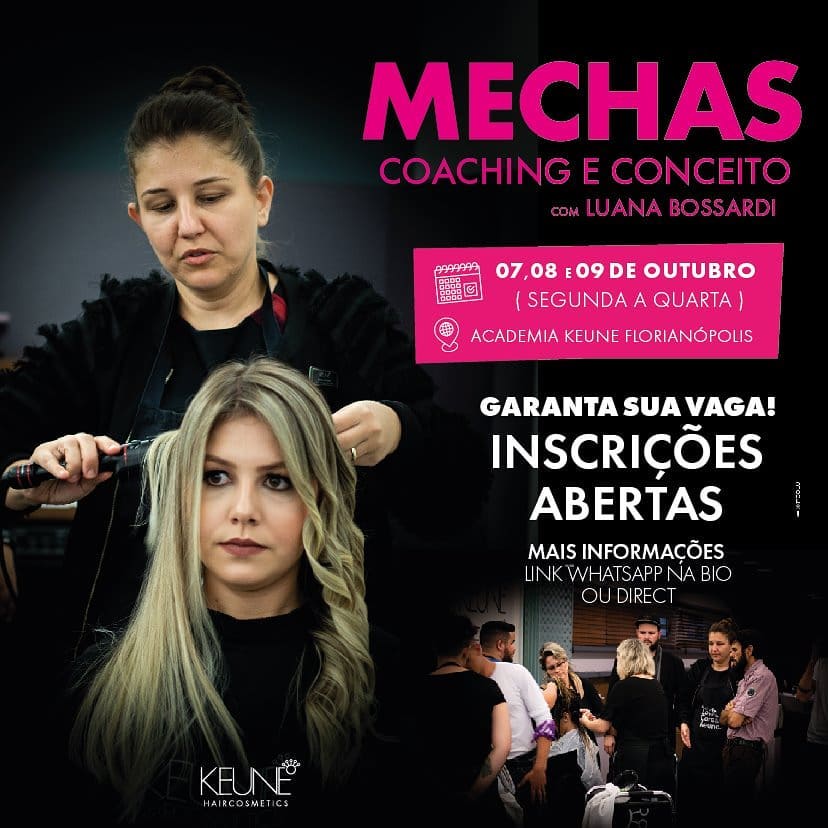 MECHAS
COACHING E CONCEITO
COM LUANA BOSSARDI
07,08 E 09 DE OUTUBRO
( SEGUNDA A QUARTA )
ACADEMIA KEUNE FLORIANÓPOLIS
GARANTA SUA VAGA!
INSCRIÇÕES
ABERTAS
MAIS INFORMAÇÕES
LINK WHATSAPP NA BIO
OU DIRECT
KEUNE
KEUNE
HAIRCOSMETICS